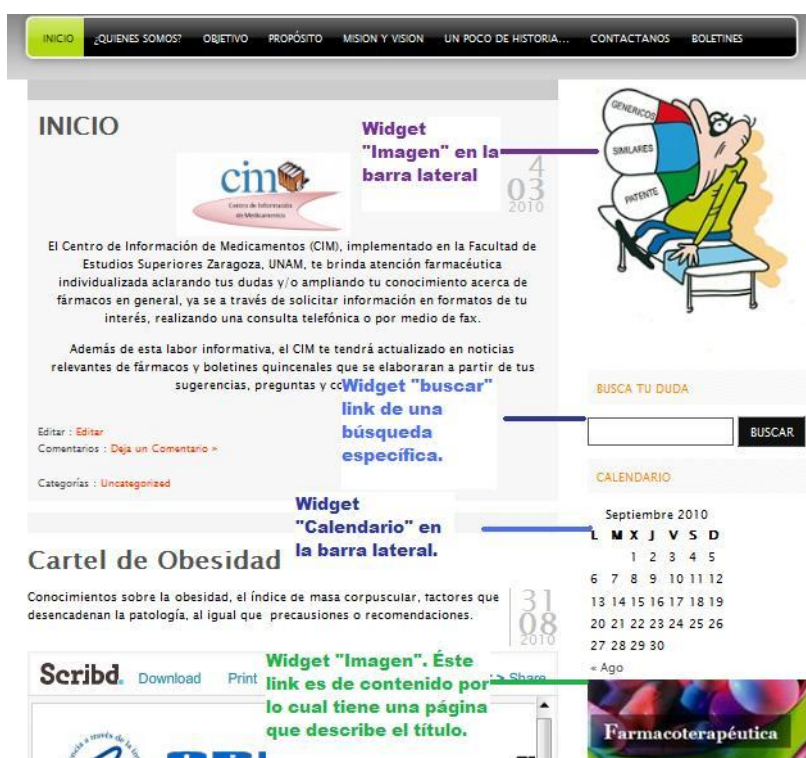 INICIO ¿QUIENES SOMOS? OBJETIVO PROPÓSITO MISION Y VISION UN POCO DE HISTORIA... CONTACTANOS BOLETINES
INICIO
Widget
"Imagen" en la
barra lateral
4
03
2010
cim
Centro de Información
de Medicamentos
GENERICOS
SIMILARES
PATENTE
El Centro de Información de Medicamentos (CIM), implementado en la Facultad de
Estudios Superiores Zaragoza, UNAM, te brinda atención farmacéutica
individualizada aclarando tus dudas y/o ampliando tu conocimiento acerca de
fármacos en general, ya se a través de solicitar información en formatos de tu
interés, realizando una consulta telefónica o por medio de fax.
Además de esta labor informativa, el CIM te tendrá actualizado en noticias
relevantes de fármacos y boletines quincenales que se elaboraran a partir de tus
sugerencias, preguntas y
Widget "buscar"
link de una
búsqueda
específica.
BUSCA TU DUDA
BUSCAR
Editar : Editar
Comentarios : Deja un Comentario »
Categorías : Uncategorized
CALENDARIO
Widget
"Calendario" en
la barra lateral.
Septiembre 2010
L M X J V S D
1 2 3 4 5
6 7 8 9 10 11 12
13 14 15 16 17 18 19
20 21 22 23 24 25 26
27 28 29 30
« Ago
Cartel de Obesidad
Conocimientos sobre la obesidad, el índice de masa corpuscular, factores que
desencadenan la patología, al igual que precausiones o recomendaciones.
31
08
2010
Widget "Imagen". Éste
link es de contenido por
lo cual tiene una página
que describe el título.
Scribd. Download Print > Share
Farmacoterapéutica